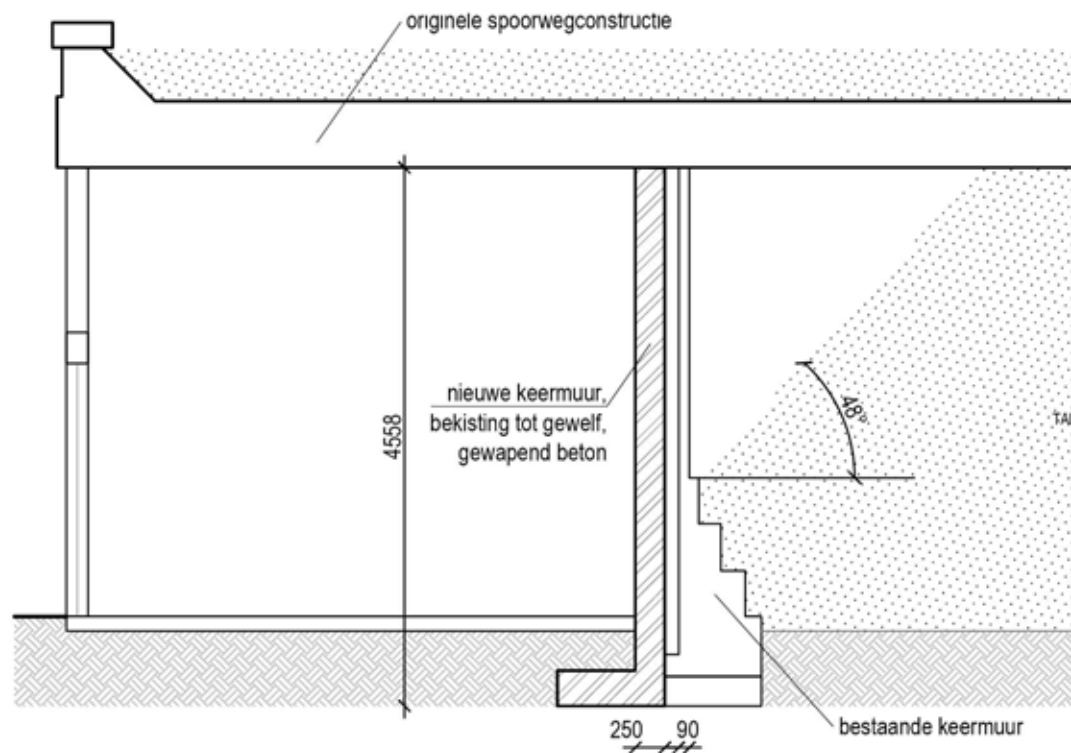 originele spoorwegconstructie
nieuwe keermuur,
bekisting tot gewelf,
gewapend beton
4558
48°
250
90
bestaande keermuur